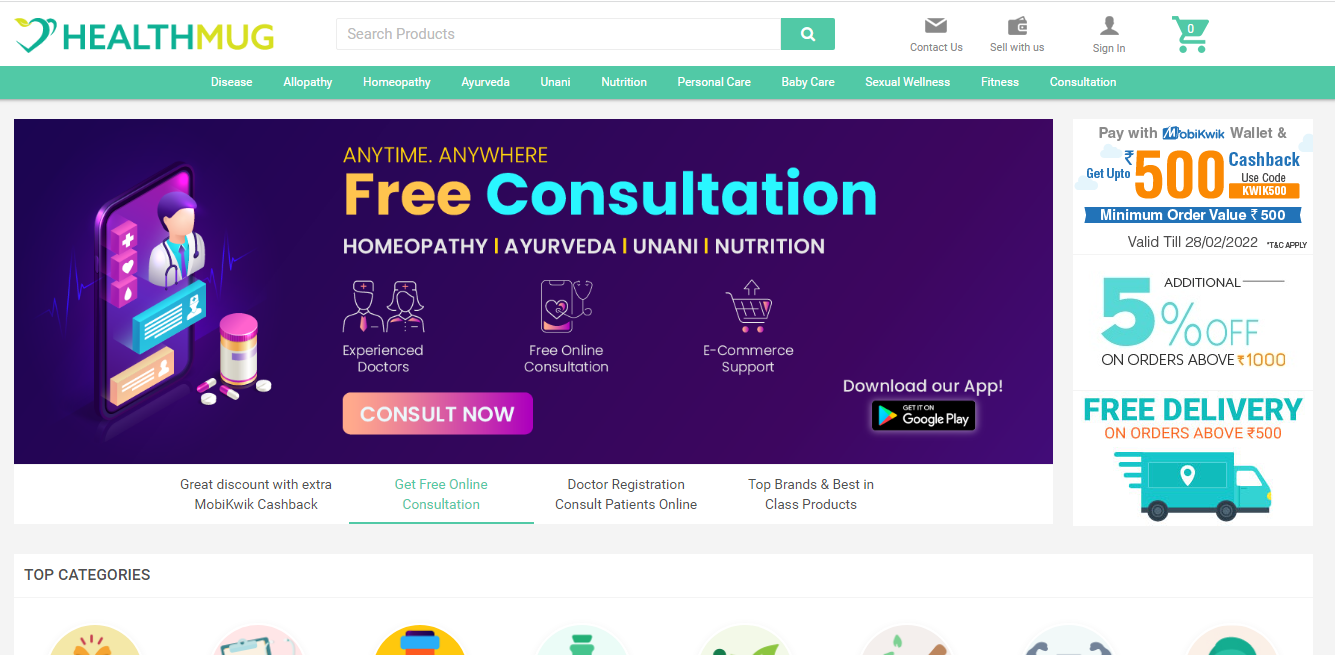 HEALTHMUG
Search Products
Contact Us
Sell with us
Sign In
0
Disease Allopathy Homeopathy Ayurveda Unani Nutrition Personal Care Baby Care Sexual Wellness Fitness Consultation
ANYTIME. ANYWHERE
Free Consultation
HOMEOPATHY | AYURVEDA | UNANI | NUTRITION
Experienced
Doctors
Free Online
Consultation
E-Commerce
Support
CONSULT NOW
Download our App!
GET IT ON
Google Play
Great discount with extra
MobiKwik Cashback
Get Free Online
Consultation
Doctor Registration
Consult Patients Online
Top Brands & Best in
Class Products
Pay with MobiKwik Wallet &
Get Upto ₹500 Cashback
Use Code
KWIK500
Minimum Order Value ₹ 500
Valid Till 28/02/2022 *T&C APPLY
ADDITIONAL
5%OFF
ON ORDERS ABOVE ₹1000
FREE DELIVERY
ON ORDERS ABOVE ₹500
TOP CATEGORIES